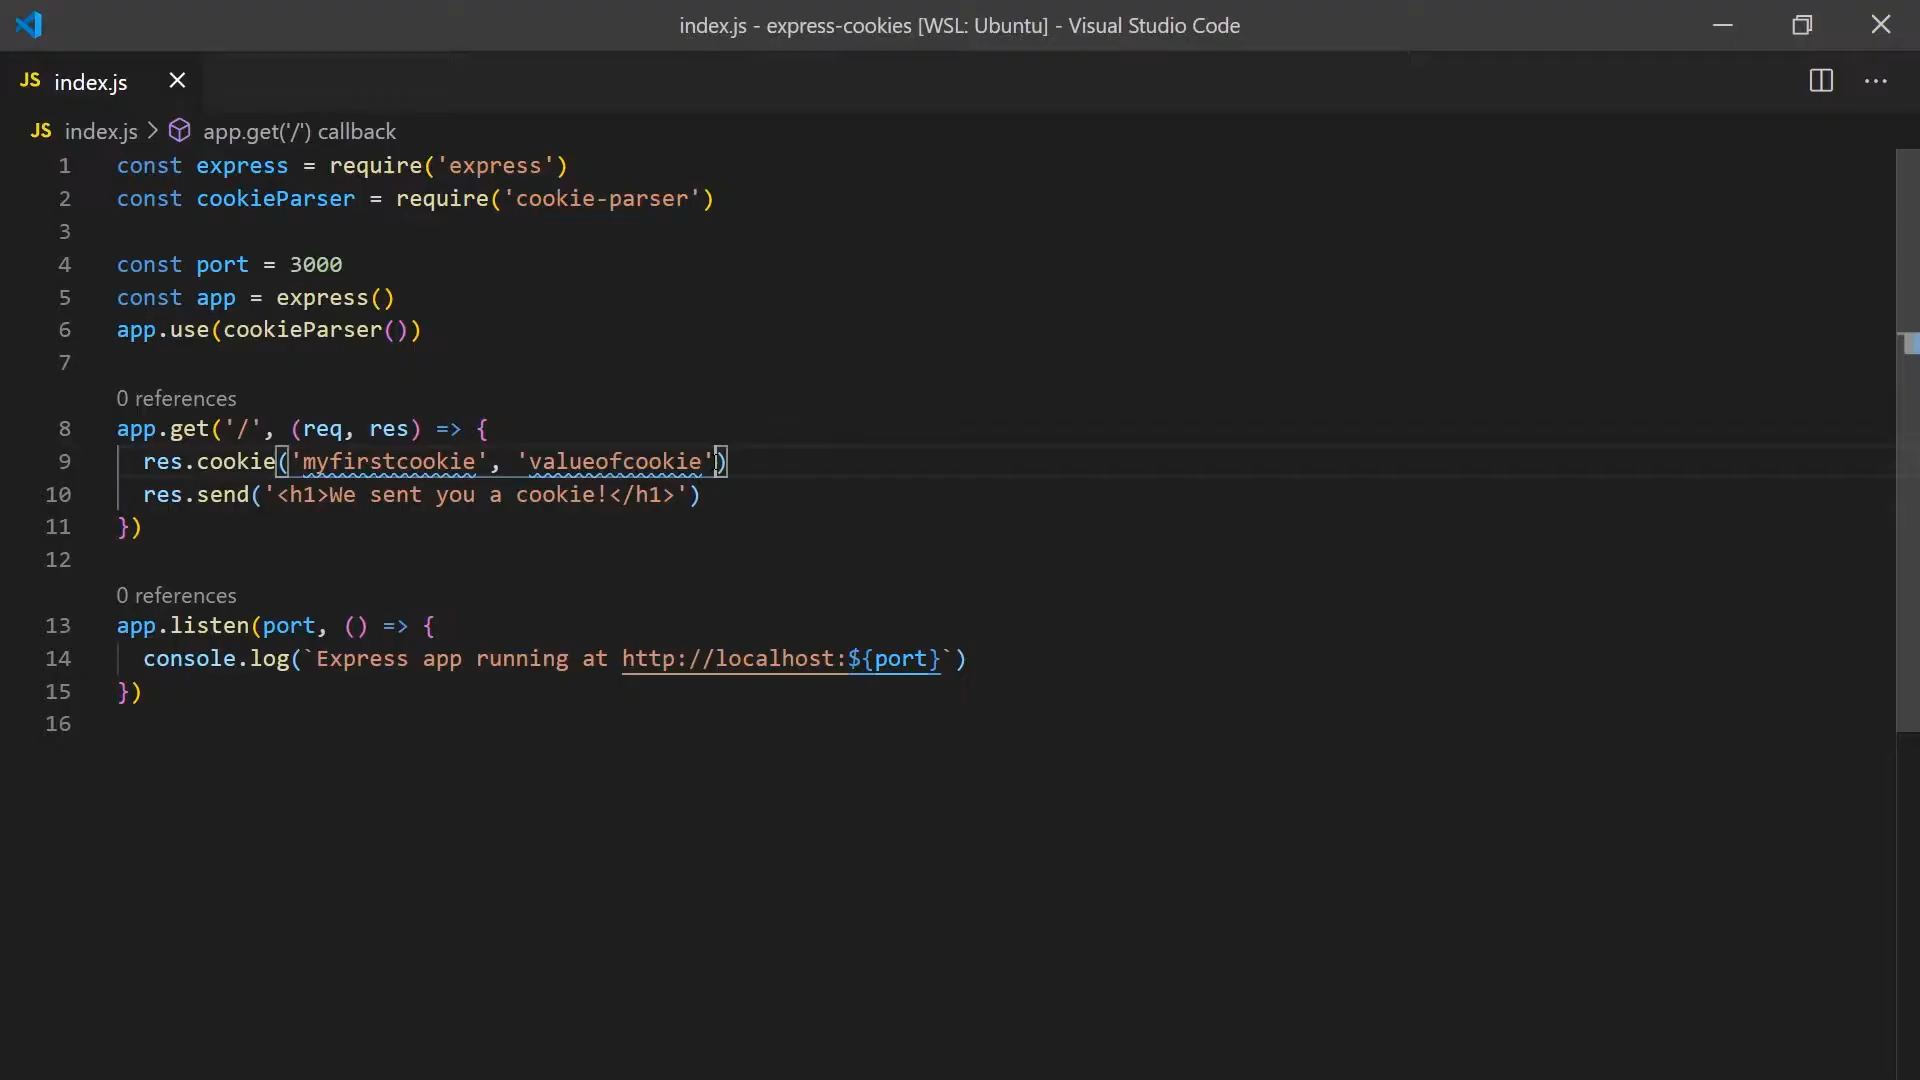 index.js - express-cookies [WSL: Ubuntu] - Visual Studio Code
JS index.js
JS index.js > app.get('/') callback
1 const express = require('express')
2 const cookieParser = require('cookie-parser')
3
4 const port = 3000
5 const app = express()
6 app.use(cookieParser())
7
0 references
8 app.get('/', (req, res) => {
9 res.cookie('myfirstcookie', 'valueofcookie')
10 res.send('<h1>We sent you a cookie!</h1>')
11 })
12
0 references
13 app.listen(port, () => {
14 console.log(`Express app running at http://localhost:${port}`)
15 })
16